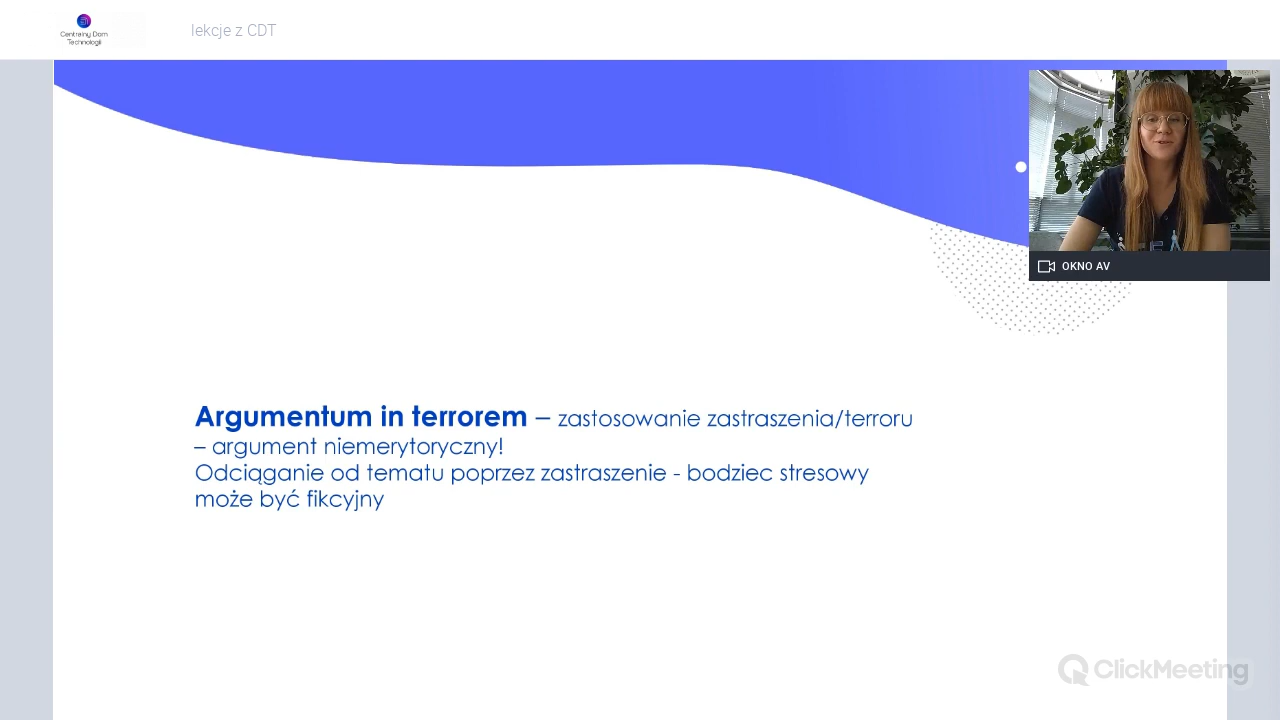 Centralny Dom
Technologii
lekcje z CDT
OKNO AV
Argumentum in terrorem – zastosowanie zastraszenia/terroru
– argument niemerytoryczny!
Odciąganie od tematu poprzez zastraszenie - bodziec stresowy
może być fikcyjny
ClickMeeting